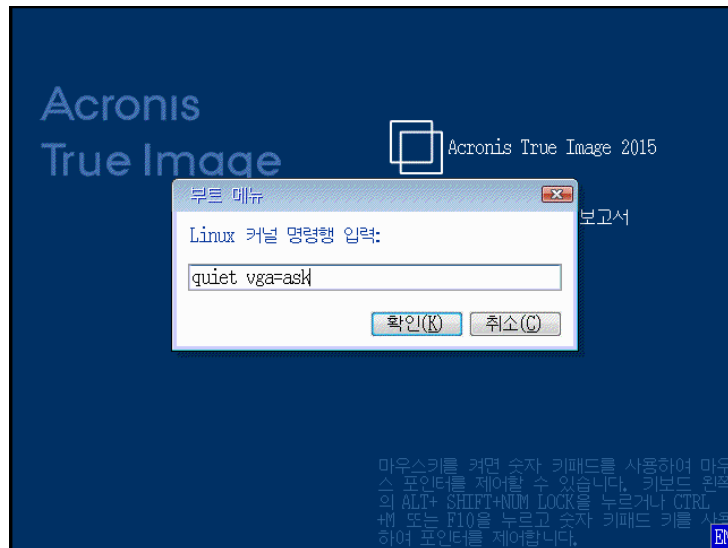 Acronis
True Image
Acronis True Image 2015
부트 메뉴
보고서
Linux 커널 명령행 입력:
quiet vga=ask
확인(K)
취소(C)
마우스키를 켜면 숫자 키패드를 사용하여 마우
스 포인터를 제어할 수 있습니다. 키보드 왼쪽
의 ALT+ SHIFT+NUM LOCK을 누르거나 CTRL
+M 또는 F10을 누르고 숫자 키패드 키를 사용
하여 포인터를 제어합니다.
EN